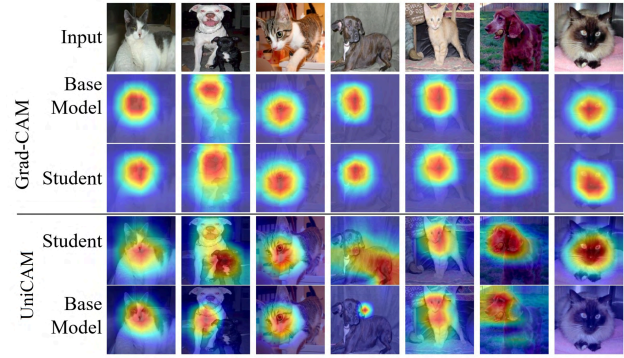 Input
Grad-CAM
Base
Model
Student
UniCAM
Student
Base
Model